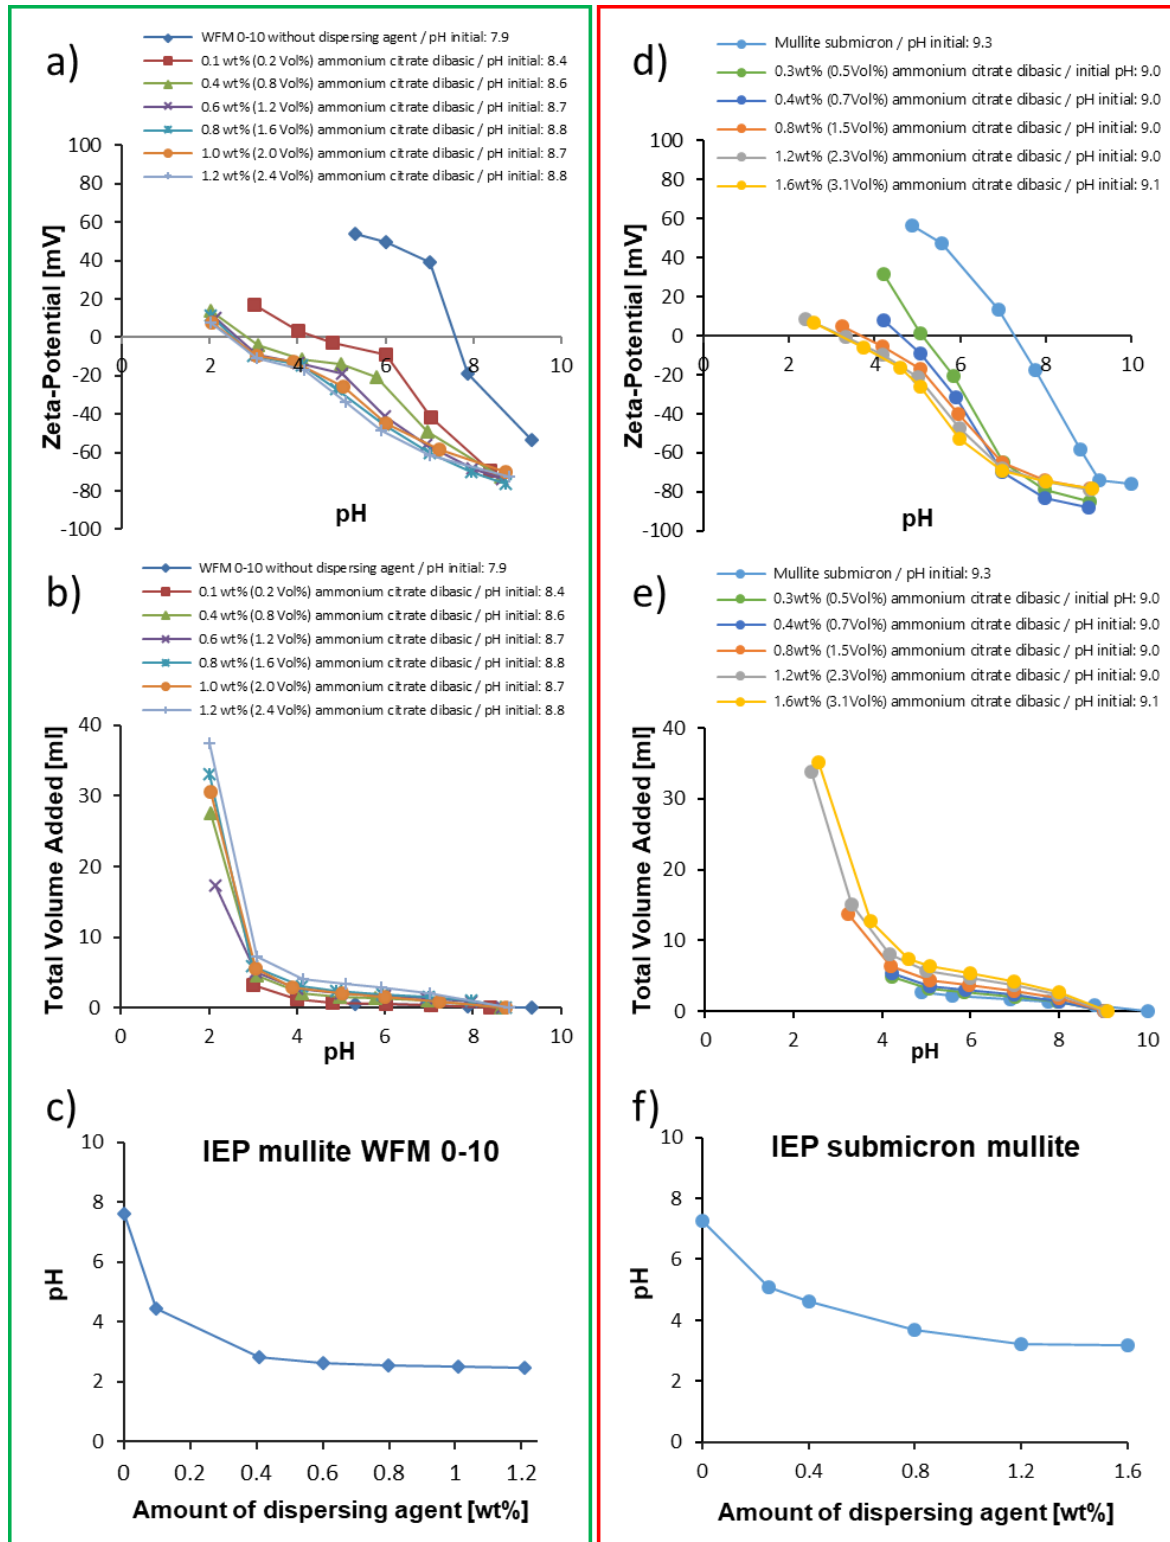 a)
WFM 0-10 without dispersing agent / pH initial: 7.9
0.1 wt% (0.2 Vol%) ammonium citrate dibasic / pH initial: 8.4
0.4 wt% (0.8 Vol%) ammonium citrate dibasic / pH initial: 8.6
0.6 wt% (1.2 Vol%) ammonium citrate dibasic / pH initial: 8.7
0.8 wt% (1.6 Vol%) ammonium citrate dibasic / pH initial: 8.8
1.0 wt% (2.0 Vol%) ammonium citrate dibasic / pH initial: 8.7
1.2 wt% (2.4 Vol%) ammonium citrate dibasic / pH initial: 8.8
Zeta-Potential [mV]
100
80
60
40
20
0
-20
-40
-60
-80
-100
0 2 4 6 8 10
pH
b)
WFM 0-10 without dispersing agent / pH initial: 7.9
0.1 wt% (0.2 Vol%) ammonium citrate dibasic / pH initial: 8.4
0.4 wt% (0.8 Vol%) ammonium citrate dibasic / pH initial: 8.6
0.6 wt% (1.2 Vol%) ammonium citrate dibasic / pH initial: 8.7
0.8 wt% (1.6 Vol%) ammonium citrate dibasic / pH initial: 8.8
1.0 wt% (2.0 Vol%) ammonium citrate dibasic / pH initial: 8.7
1.2 wt% (2.4 Vol%) ammonium citrate dibasic / pH initial: 8.8
Total Volume Added [ml]
40
30
20
10
0
0 2 4 6 8 10
pH
c)
IEP mullite WFM 0-10
pH
10
8
6
4
2
0
0 0.2 0.4 0.6 0.8 1 1.2
Amount of dispersing agent [wt%]
d)
Mullite submicron / pH initial: 9.3
0.3wt% (0.5Vol%) ammonium citrate dibasic / initial pH: 9.0
0.4wt% (0.7Vol%) ammonium citrate dibasic / pH initial: 9.0
0.8wt% (1.5Vol%) ammonium citrate dibasic / pH initial: 9.0
1.2wt% (2.3Vol%) ammonium citrate dibasic / pH initial: 9.0
1.6wt% (3.1Vol%) ammonium citrate dibasic / pH initial: 9.1
Zeta-Potential [mV]
100
80
60
40
20
0
-20
-40
-60
-80
-100
0 2 4 6 8 10
pH
e)
Mullite submicron / pH initial: 9.3
0.3wt% (0.5Vol%) ammonium citrate dibasic / initial pH: 9.0
0.4wt% (0.7Vol%) ammonium citrate dibasic / pH initial: 9.0
0.8wt% (1.5Vol%) ammonium citrate dibasic / pH initial: 9.0
1.2wt% (2.3Vol%) ammonium citrate dibasic / pH initial: 9.0
1.6wt% (3.1Vol%) ammonium citrate dibasic / pH initial: 9.1
Total Volume Added [ml]
40
30
20
10
0
0 2 4 6 8 10
pH
f)
IEP submicron mullite
pH
10
8
6
4
2
0
0 0.4 0.8 1.2 1.6
Amount of dispersing agent [wt%]